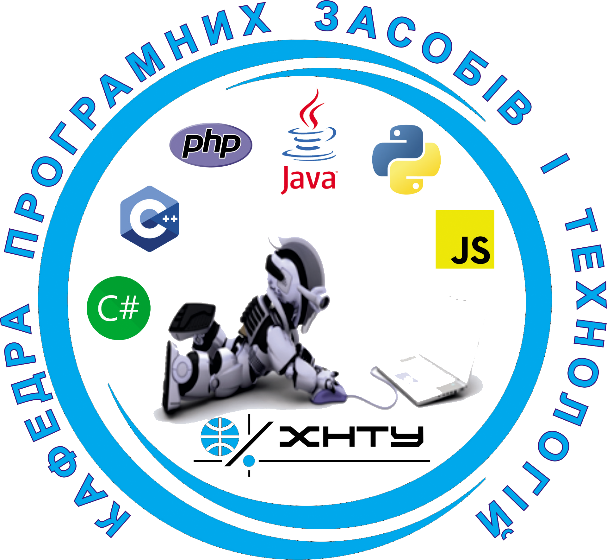 КАФЕДРА ПРОГРАМНИХ ЗАСОБІВ І ТЕХНОЛОГІЙ
php
Java
C++
JS
C#
ХНТУ